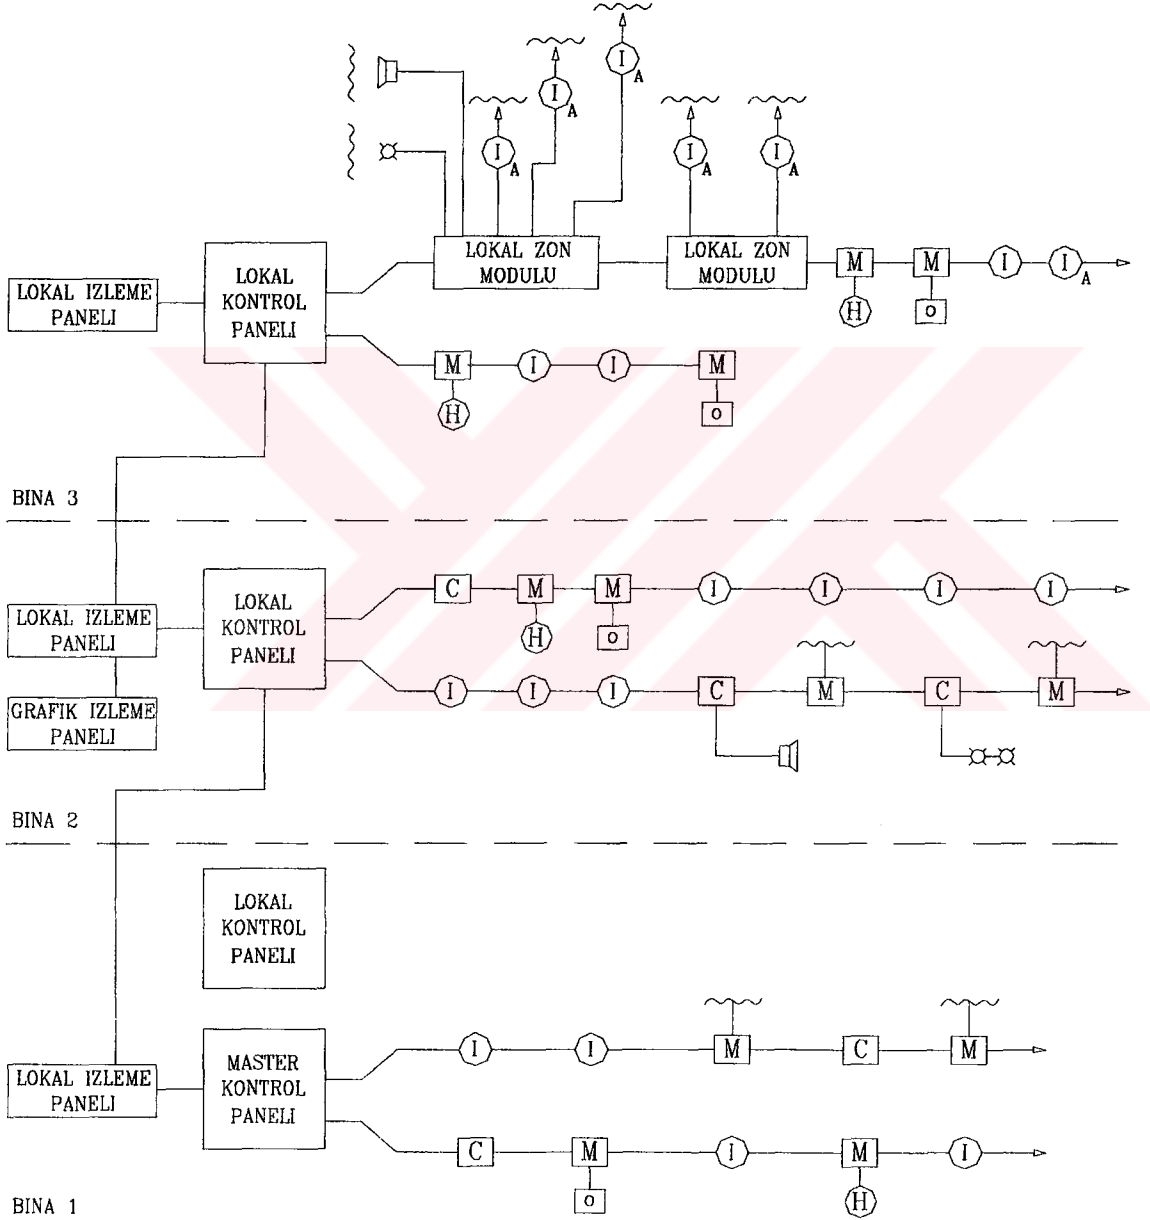 I
A
I
A
I
A
I
A
I
A
LOKAL ZON
MODULU
LOKAL ZON
MODULU
M
M
I
I
A
H
O
LOKAL
KONTROL
PANELI
LOKAL IZLEME
PANELI
M
I
I
M
H
O
BINA 3
C
M
M
I
I
I
I
H
O
LOKAL
KONTROL
PANELI
LOKAL IZLEME
PANELI
I
I
I
C
M
C
M
GRAFIK IZLEME
PANELI
BINA 2
LOKAL
KONTROL
PANELI
I
I
M
C
M
MASTER
KONTROL
PANELI
LOKAL IZLEME
PANELI
C
M
I
M
I
O
H
BINA 1